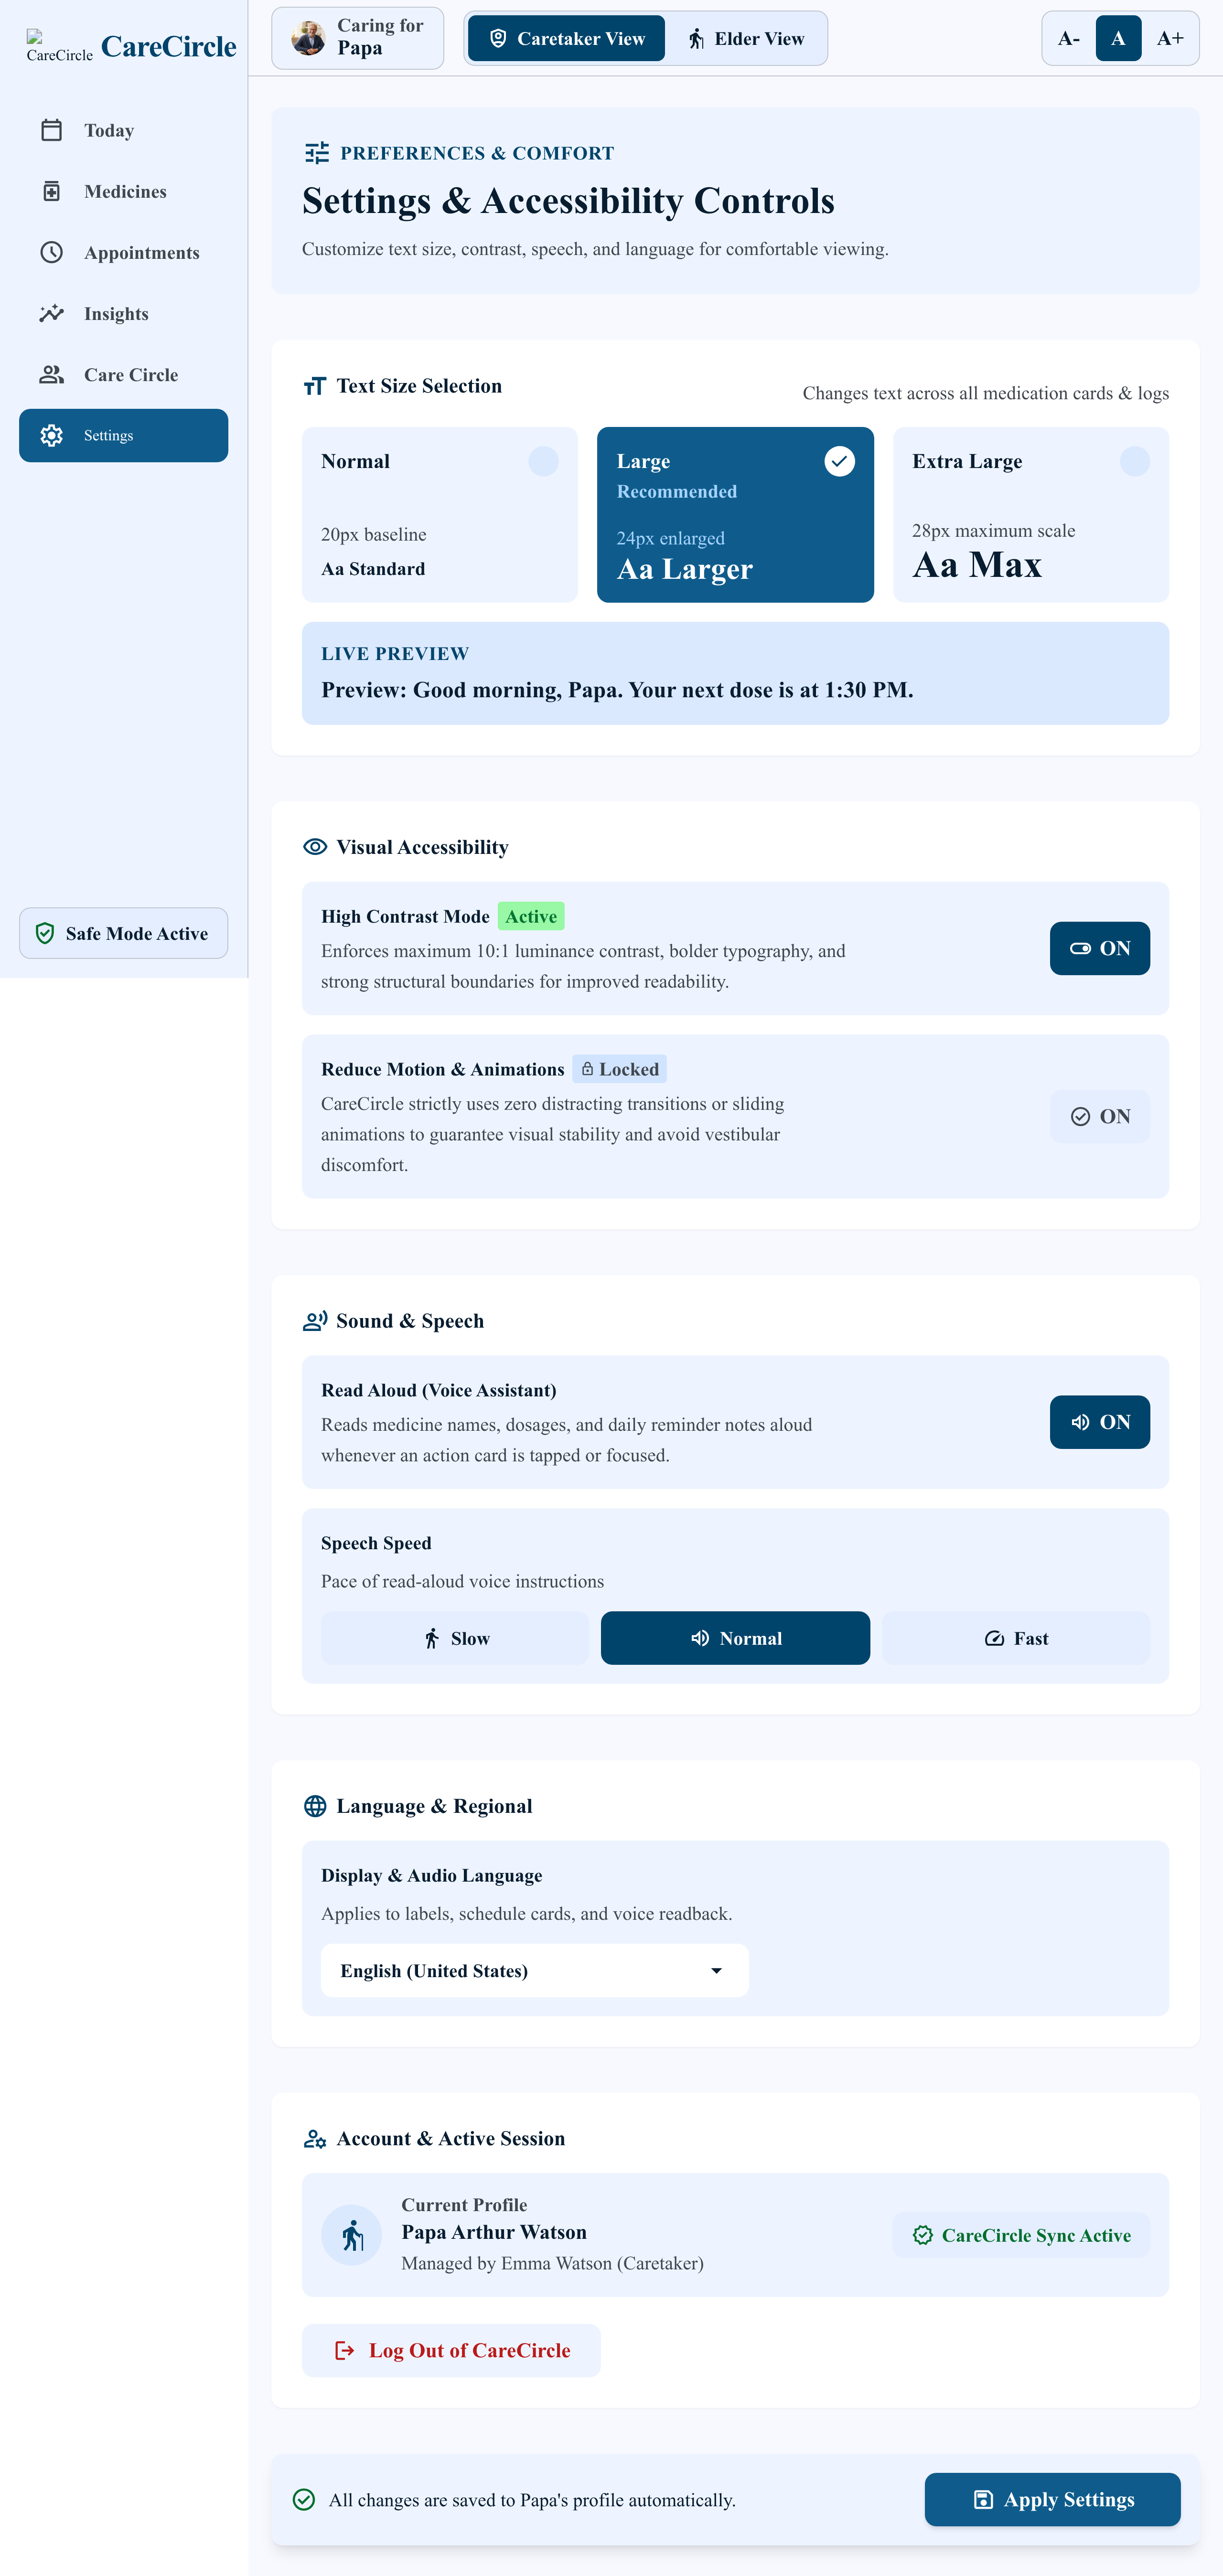 CareCircle
CareCircle
Today
Medicines
Appointments
Insights
Care Circle
Settings
Safe Mode Active
Caring for
Papa
Caretaker View
Elder View
A-
A
A+
PREFERENCES & COMFORT
Settings & Accessibility Controls
Customize text size, contrast, speech, and language for comfortable viewing.
Text Size Selection
Changes text across all medication cards & logs
Normal
20px baseline
Aa Standard
Large
Recommended
24px enlarged
Aa Larger
Extra Large
28px maximum scale
Aa Max
LIVE PREVIEW
Preview: Good morning, Papa. Your next dose is at 1:30 PM.
Visual Accessibility
High Contrast Mode
Active
Enforces maximum 10:1 luminance contrast, bolder typography, and
strong structural boundaries for improved readability.
ON
Reduce Motion & Animations
Locked
CareCircle strictly uses zero distracting transitions or sliding
animations to guarantee visual stability and avoid vestibular
discomfort.
ON
Sound & Speech
Read Aloud (Voice Assistant)
Reads medicine names, dosages, and daily reminder notes aloud
whenever an action card is tapped or focused.
ON
Speech Speed
Pace of read-aloud voice instructions
Slow
Normal
Fast
Language & Regional
Display & Audio Language
Applies to labels, schedule cards, and voice readback.
English (United States)
Account & Active Session
Current Profile
Papa Arthur Watson
Managed by Emma Watson (Caretaker)
CareCircle Sync Active
Log Out of CareCircle
All changes are saved to Papa's profile automatically.
Apply Settings